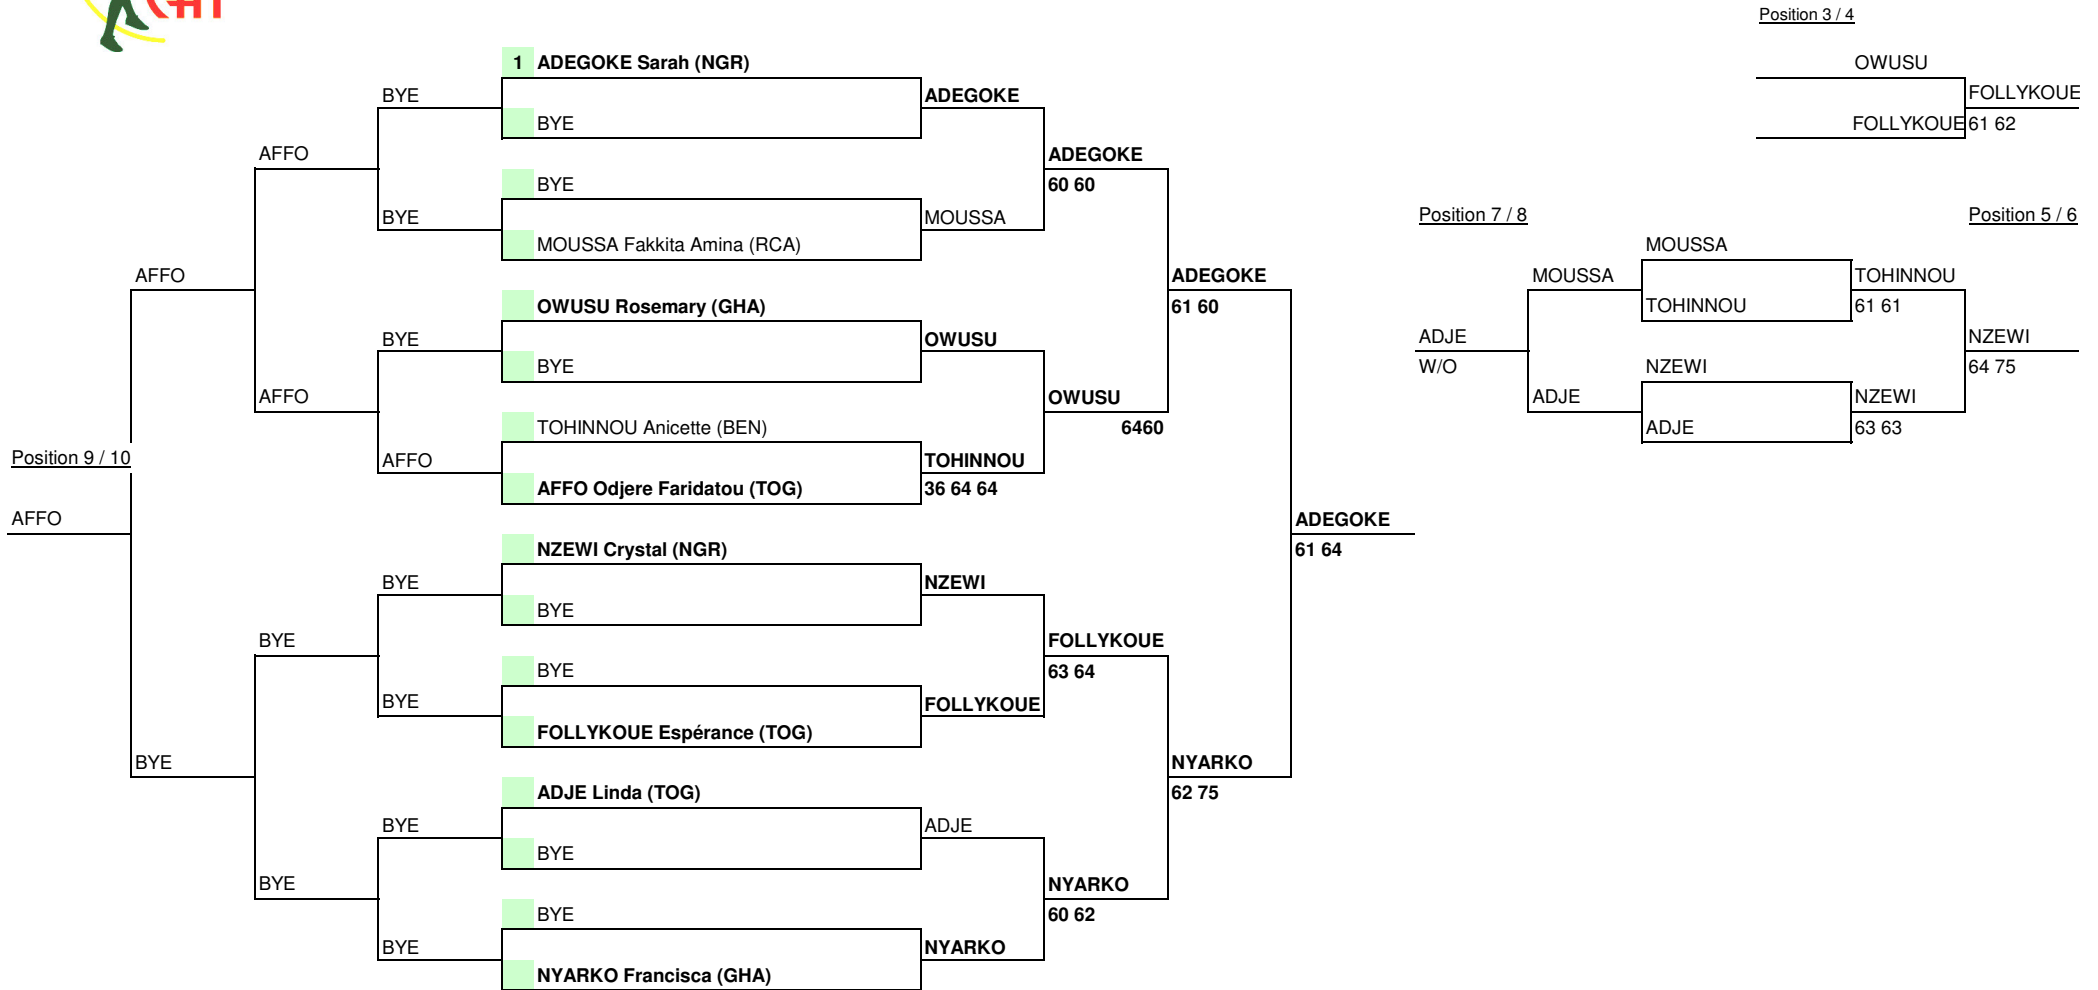 Position 3 / 4
1 ADEGOKE Sarah (NGR)
OWUSU
BYE
ADEGOKE
FOLLYKOUE
BYE
FOLLYKOUE
61 62
AFFO
ADEGOKE
BYE
60 60
BYE
MOUSSA
Position 7 / 8
Position 5 / 6
MOUSSA Fakkita Amina (RCA)
MOUSSA
AFFO
ADEGOKE
MOUSSA
TOHINNOU
OWUSU Rosemary (GHA)
61 60
TOHINNOU
61 61
BYE
OWUSU
ADJE
NZEWI
BYE
W/O
NZEWI
64 75
AFFO
OWUSU
ADJE
NZEWI
TOHINNOU Anicette (BEN)
6460
ADJE
63 63
Position 9 / 10
AFFO
TOHINNOU
AFFO Odjere Faridatou (TOG)
36 64 64
AFFO
ADEGOKE
NZEWI Crystal (NGR)
61 64
BYE
NZEWI
BYE
BYE
FOLLYKOUE
BYE
63 64
BYE
FOLLYKOUE
FOLLYKOUE Espérance (TOG)
BYE
NYARKO
ADJE Linda (TOG)
62 75
BYE
ADJE
BYE
BYE
NYARKO
BYE
60 62
BYE
NYARKO
NYARKO Francisca (GHA)